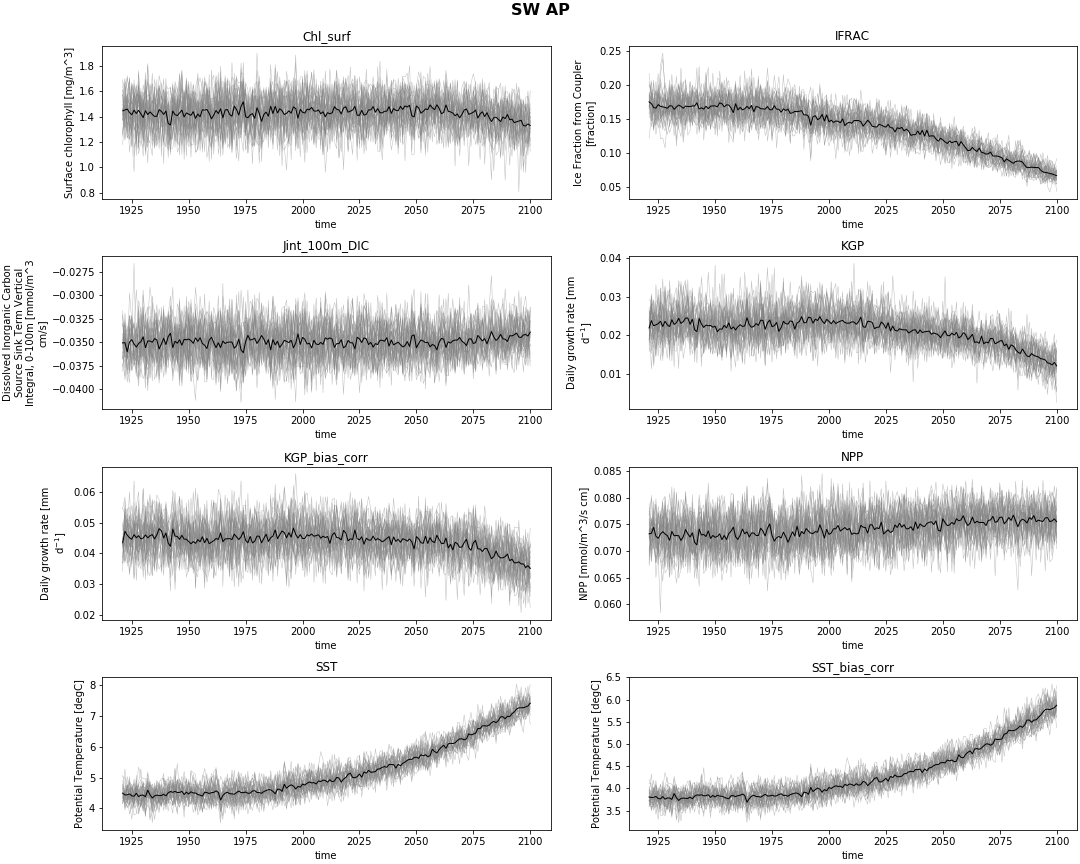 SW AP
Chl_surf
Surface chlorophyll [mg/m^3]
1.8
1.6
1.4
1.2
1.0
0.8
1925 1950 1975 2000 2025 2050 2075 2100
time
IFRAC
Ice Fraction from Coupler
[fraction]
0.25
0.20
0.15
0.10
0.05
1925 1950 1975 2000 2025 2050 2075 2100
time
Jint_100m_DIC
Dissolved Inorganic Carbon
Source Sink Term Vertical
Integral, 0-100m [mmol/m^3
cm/s]
−0.0275
−0.0300
−0.0325
−0.0350
−0.0375
−0.0400
1925 1950 1975 2000 2025 2050 2075 2100
time
KGP
Daily growth rate [mm
d⁻¹]
0.04
0.03
0.02
0.01
1925 1950 1975 2000 2025 2050 2075 2100
time
KGP_bias_corr
Daily growth rate [mm
d⁻¹]
0.06
0.05
0.04
0.03
0.02
1925 1950 1975 2000 2025 2050 2075 2100
time
NPP
NPP [mmol/m^3/s cm]
0.085
0.080
0.075
0.070
0.065
0.060
1925 1950 1975 2000 2025 2050 2075 2100
time
SST
Potential Temperature [degC]
8
7
6
5
4
1925 1950 1975 2000 2025 2050 2075 2100
time
SST_bias_corr
Potential Temperature [degC]
6.5
6.0
5.5
5.0
4.5
4.0
3.5
1925 1950 1975 2000 2025 2050 2075 2100
time